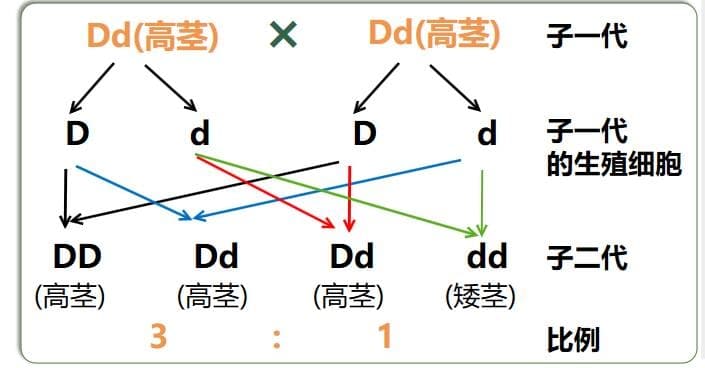 Dd(高茎) × Dd(高茎) 子一代
D d D d 子一代
的生殖细胞
DD Dd Dd dd 子二代
(高茎) (高茎) (高茎) (矮茎)
3 : 1 比例